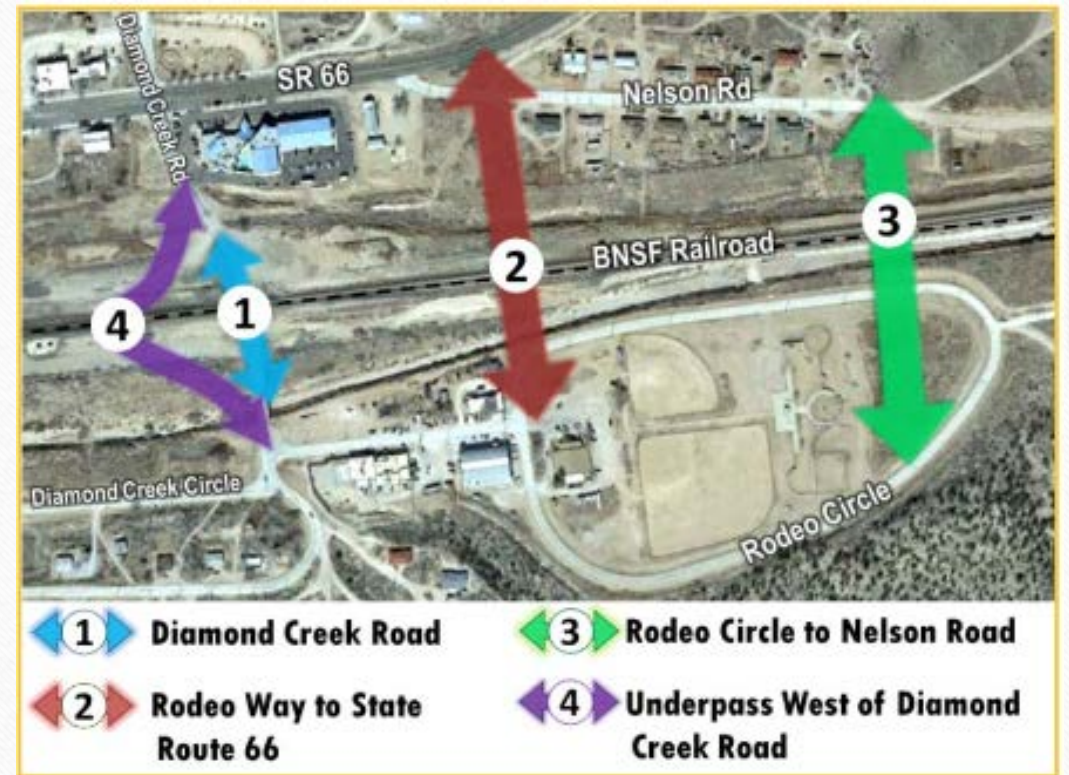 Diamond Creek Rd
SR 66
Nelson Rd
3
2
BNSF Railroad
1
4
Diamond Creek Circle
Rodeo Circle
1 Diamond Creek Road
3 Rodeo Circle to Nelson Road
2 Rodeo Way to State
Route 66
4 Underpass West of Diamond
Creek Road